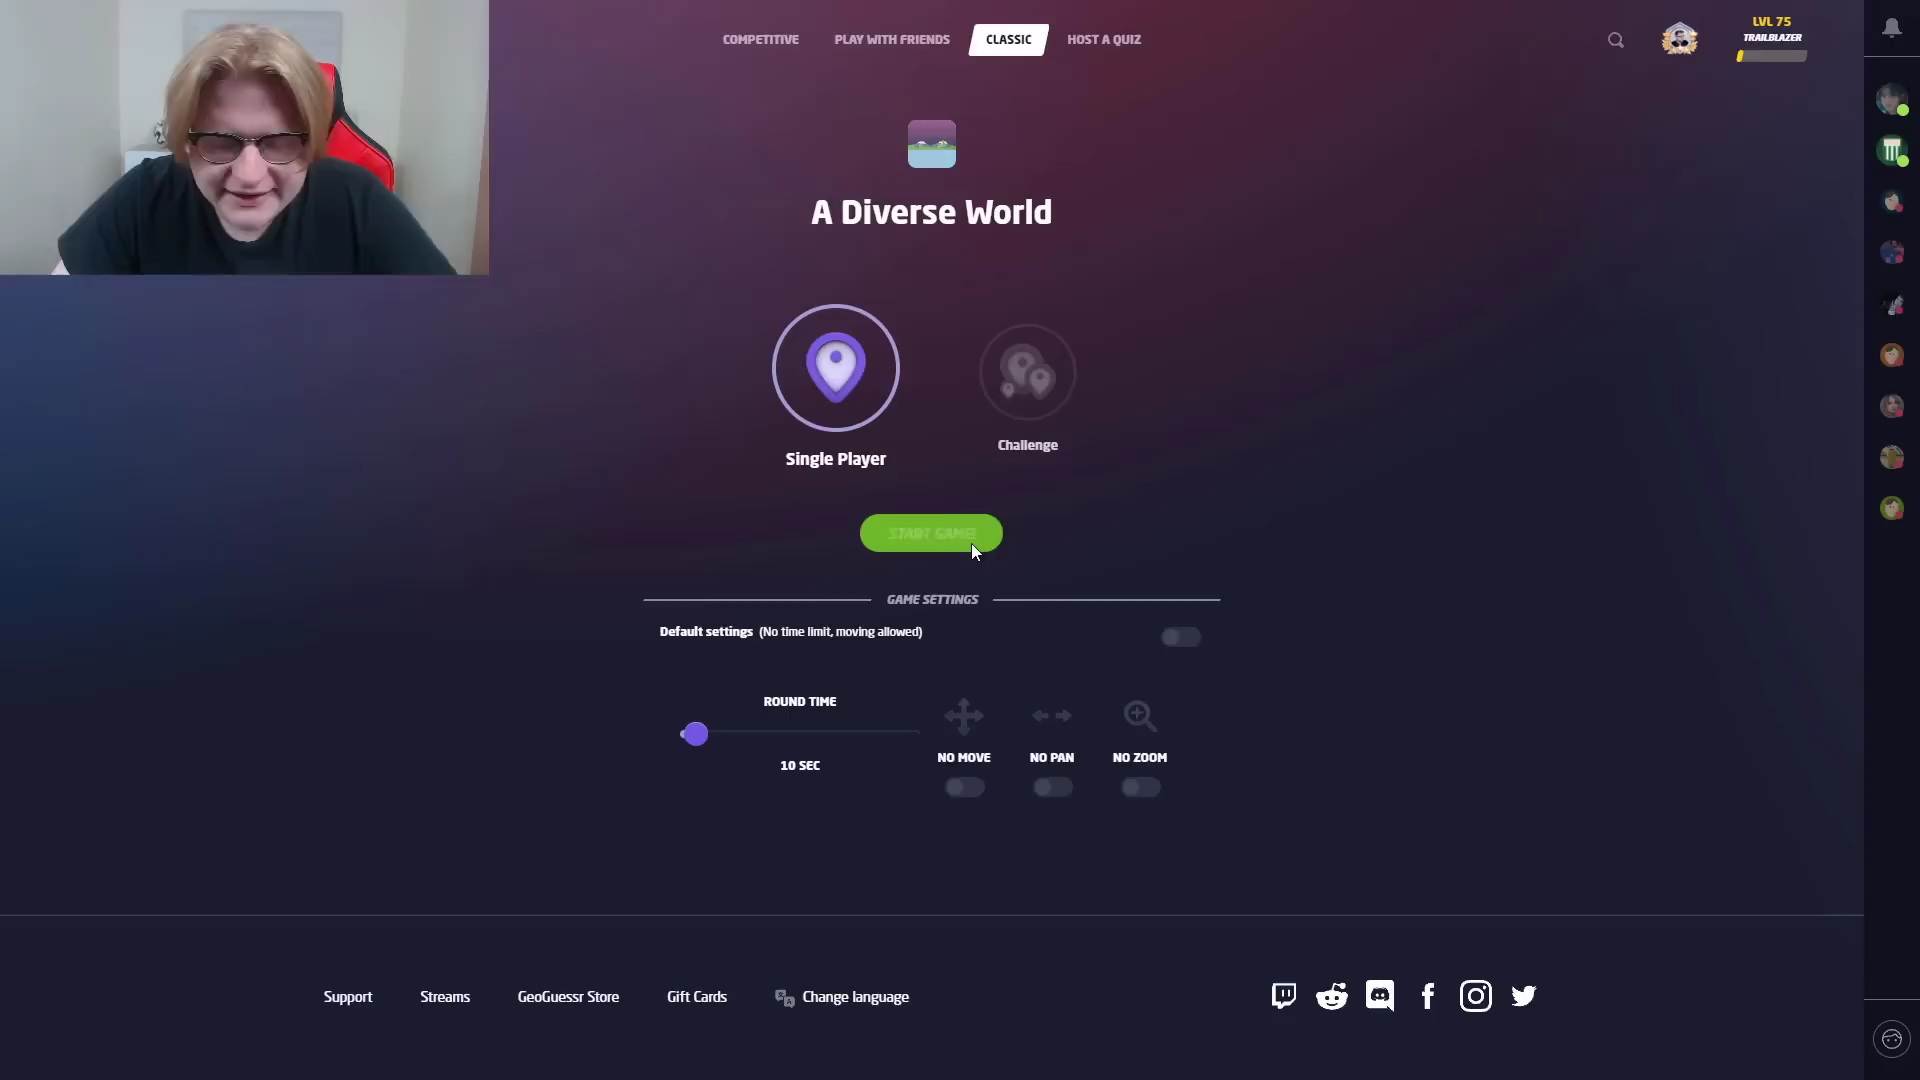 COMPETITIVE
PLAY WITH FRIENDS
CLASSIC
HOST A QUIZ
LVL 75
TRAILBLAZER
A Diverse World
Single Player
Challenge
START GAME!
GAME SETTINGS
Default settings (No time limit, moving allowed)
ROUND TIME
10 SEC
NO MOVE
NO PAN
NO ZOOM
Support
Streams
GeoGuessr Store
Gift Cards
Change language